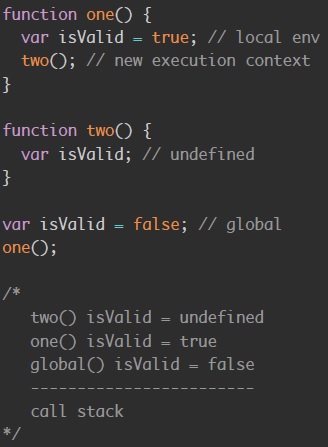 function one() {
  var isValid = true; // local env
  two(); // new execution context
}

function two() {
  var isValid; // undefined
}

var isValid = false; // global
one();

/*
   two() isValid = undefined
   one() isValid = true
   global() isValid = false
   ------------------------
   call stack
*/